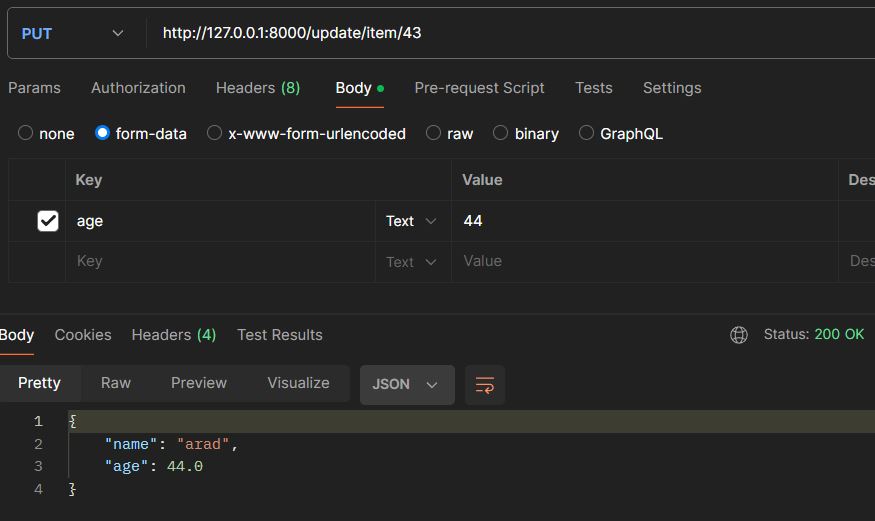 PUT http://127.0.0.1:8000/update/item/43
Params Authorization Headers (8) Body Pre-request Script Tests Settings
none form-data x-www-form-urlencoded raw binary GraphQL
Key Value Des
age Text 44
Key Text Value Des
Body Cookies Headers (4) Test Results Status: 200 OK
Pretty Raw Preview Visualize JSON
1 {
2 "name": "arad",
3 "age": 44.0
4 }